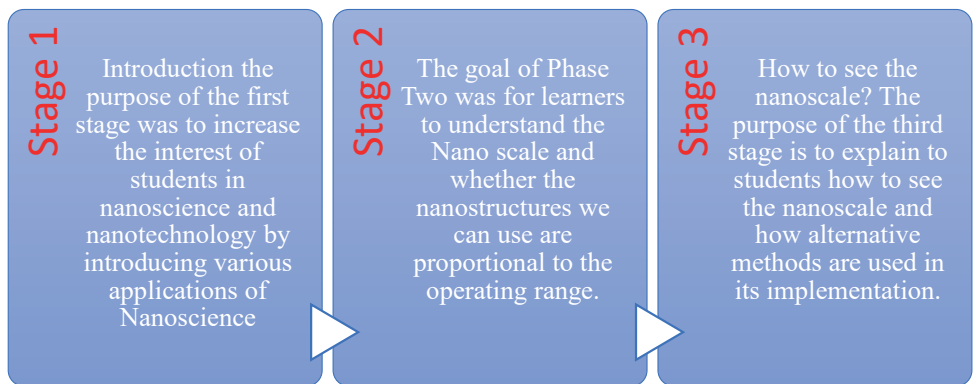 Stage 1
Introduction the
purpose of the first
stage was to increase
the interest of
students in
nanoscience and
nanotechnology by
introducing various
applications of
Nanoscience
Stage 2
The goal of Phase
Two was for learners
to understand the
Nano scale and
whether the
nanostructures we
can use are
proportional to the
operating range.
Stage 3
How to see the
nanoscale? The
purpose of the third
stage is to explain to
students how to see
the nanoscale and
how alternative
methods are used in
its implementation.